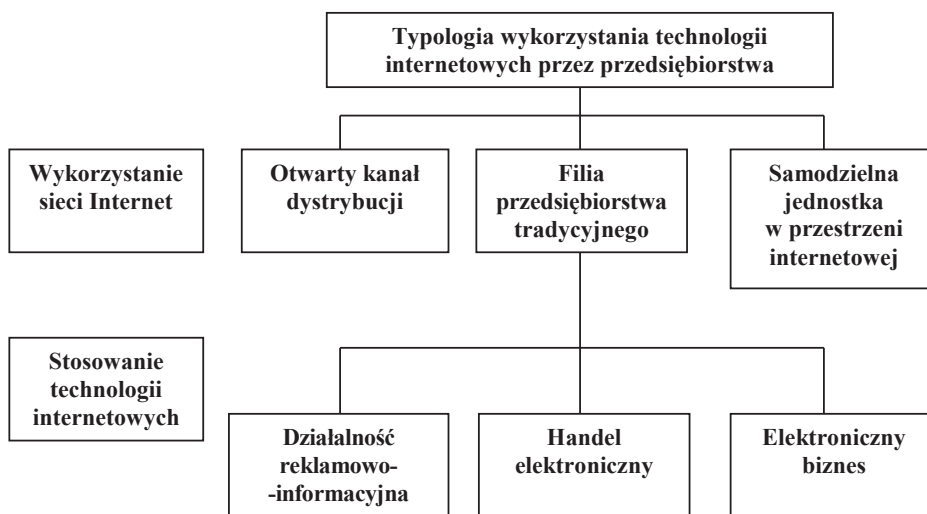 Typologia wykorzystania technologii
internetowych przez przedsiębiorstwa
Wykorzystanie
sieci Internet
Otwarty kanał
dystrybucji
Filia
przedsiębiorstwa
tradycyjnego
Samodzielna
jednostka
w przestrzeni
internetowej
Stosowanie
technologii
internetowych
Działalność
reklamowo-
-informacyjna
Handel
elektroniczny
Elektroniczny
biznes